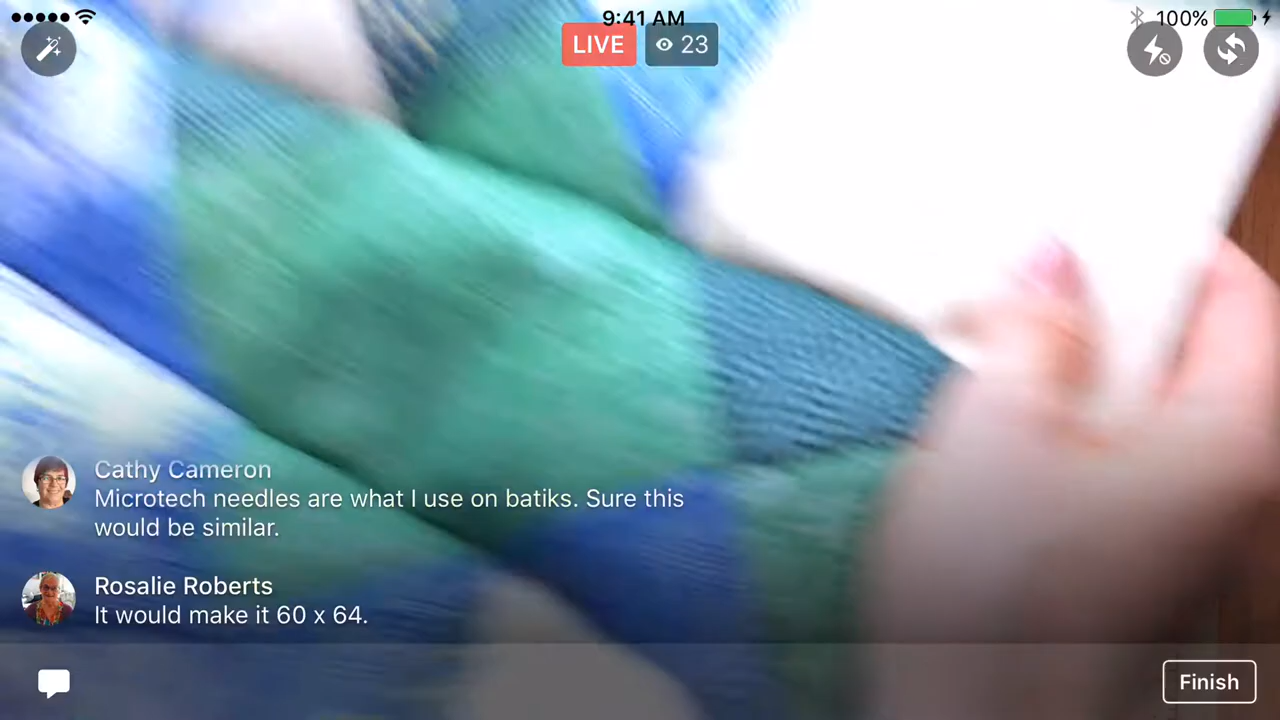 9:41 AM
100%
LIVE
23
Cathy Cameron
Microtech needles are what I use on batiks. Sure this
would be similar.
Rosalie Roberts
It would make it 60 x 64.
Finish